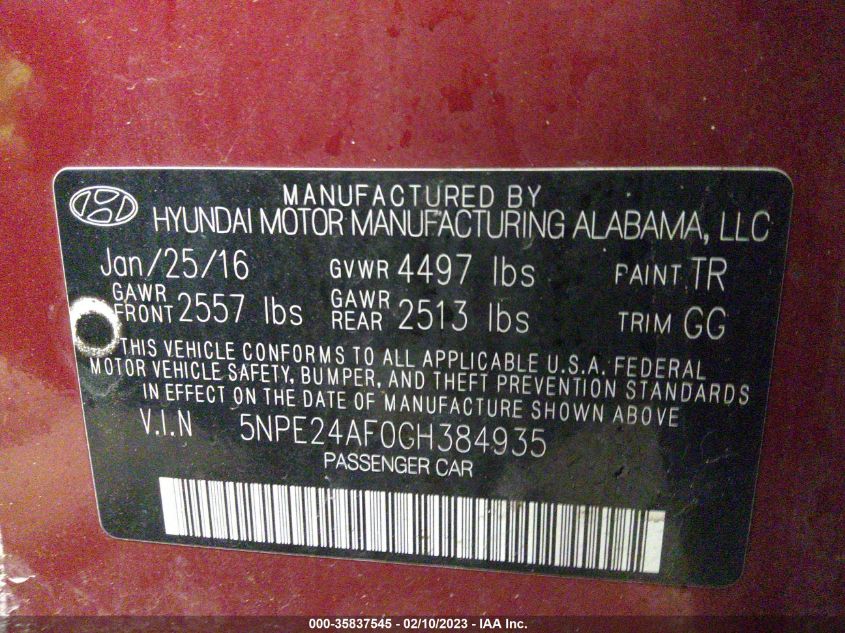 MANUFACTURED BY
HYUNDAI MOTOR MANUFACTURING ALABAMA, LLC
Jan/25/16 GVWR 4497 lbs PAINT TR
GAWR FRONT 2557 lbs GAWR REAR 2513 lbs TRIM GG
THIS VEHICLE CONFORMS TO ALL APPLICABLE U.S.A. FEDERAL
MOTOR VEHICLE SAFETY, BUMPER, AND THEFT PREVENTION STANDARDS
IN EFFECT ON THE DATE OF MANUFACTURE SHOWN ABOVE
V.I.N 5NPE24AF0GH384935
PASSENGER CAR
000-35837545 - 02/10/2023 - IAA Inc.